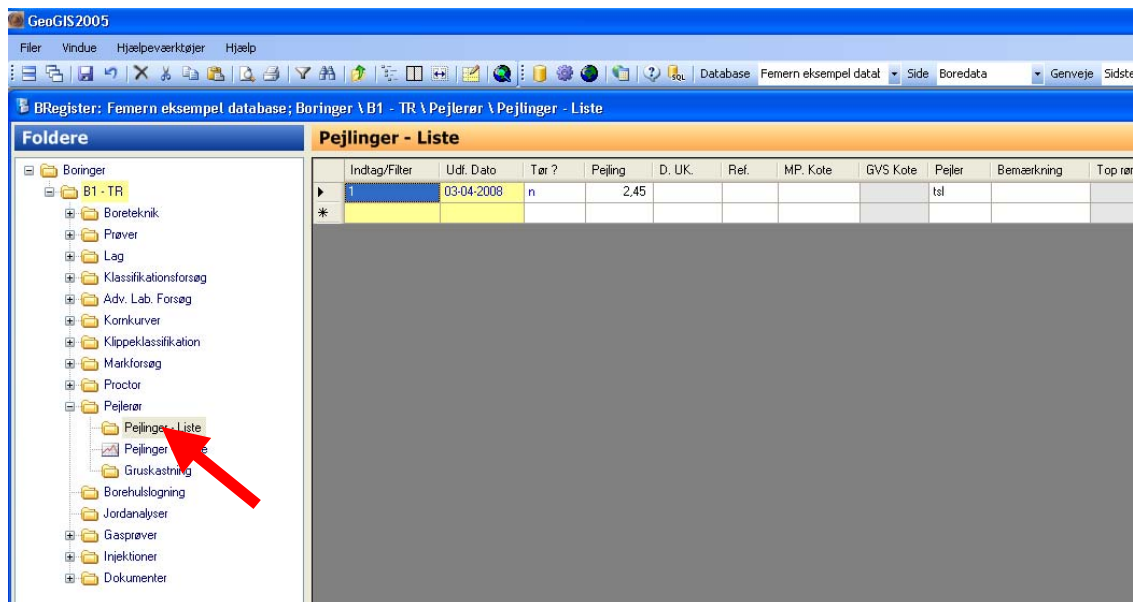 GeoGIS2005
Filer Vindue Hjælpeværktøjer Hjælp
SQL Database Femern eksempel datat Side Boredata Genveje Sidste
BRegister: Femern eksempel database; Boringer \ B1 - TR \ Pejlerør \ Pejlinger - Liste
Foldere
Pejlinger - Liste
Indtag/Filter Udf. Dato Tør ? Pejling D. UK. Ref. MP. Kote GVS Kote Pejler Bemærkning Top rør
1 03-04-2008 n 2,45 tsl
Boringer
B1 - TR
Boreteknik
Prøver
Lag
Klassifikationsforsøg
Adv. Lab. Forsøg
Kornkurver
Klippeklassifikation
Markforsøg
Proctor
Pejlerør
Pejlinger - Liste
Pejlinger
Gruskastning
Borehulslogning
Jordanalyser
Gasprøver
Injektioner
Dokumenter